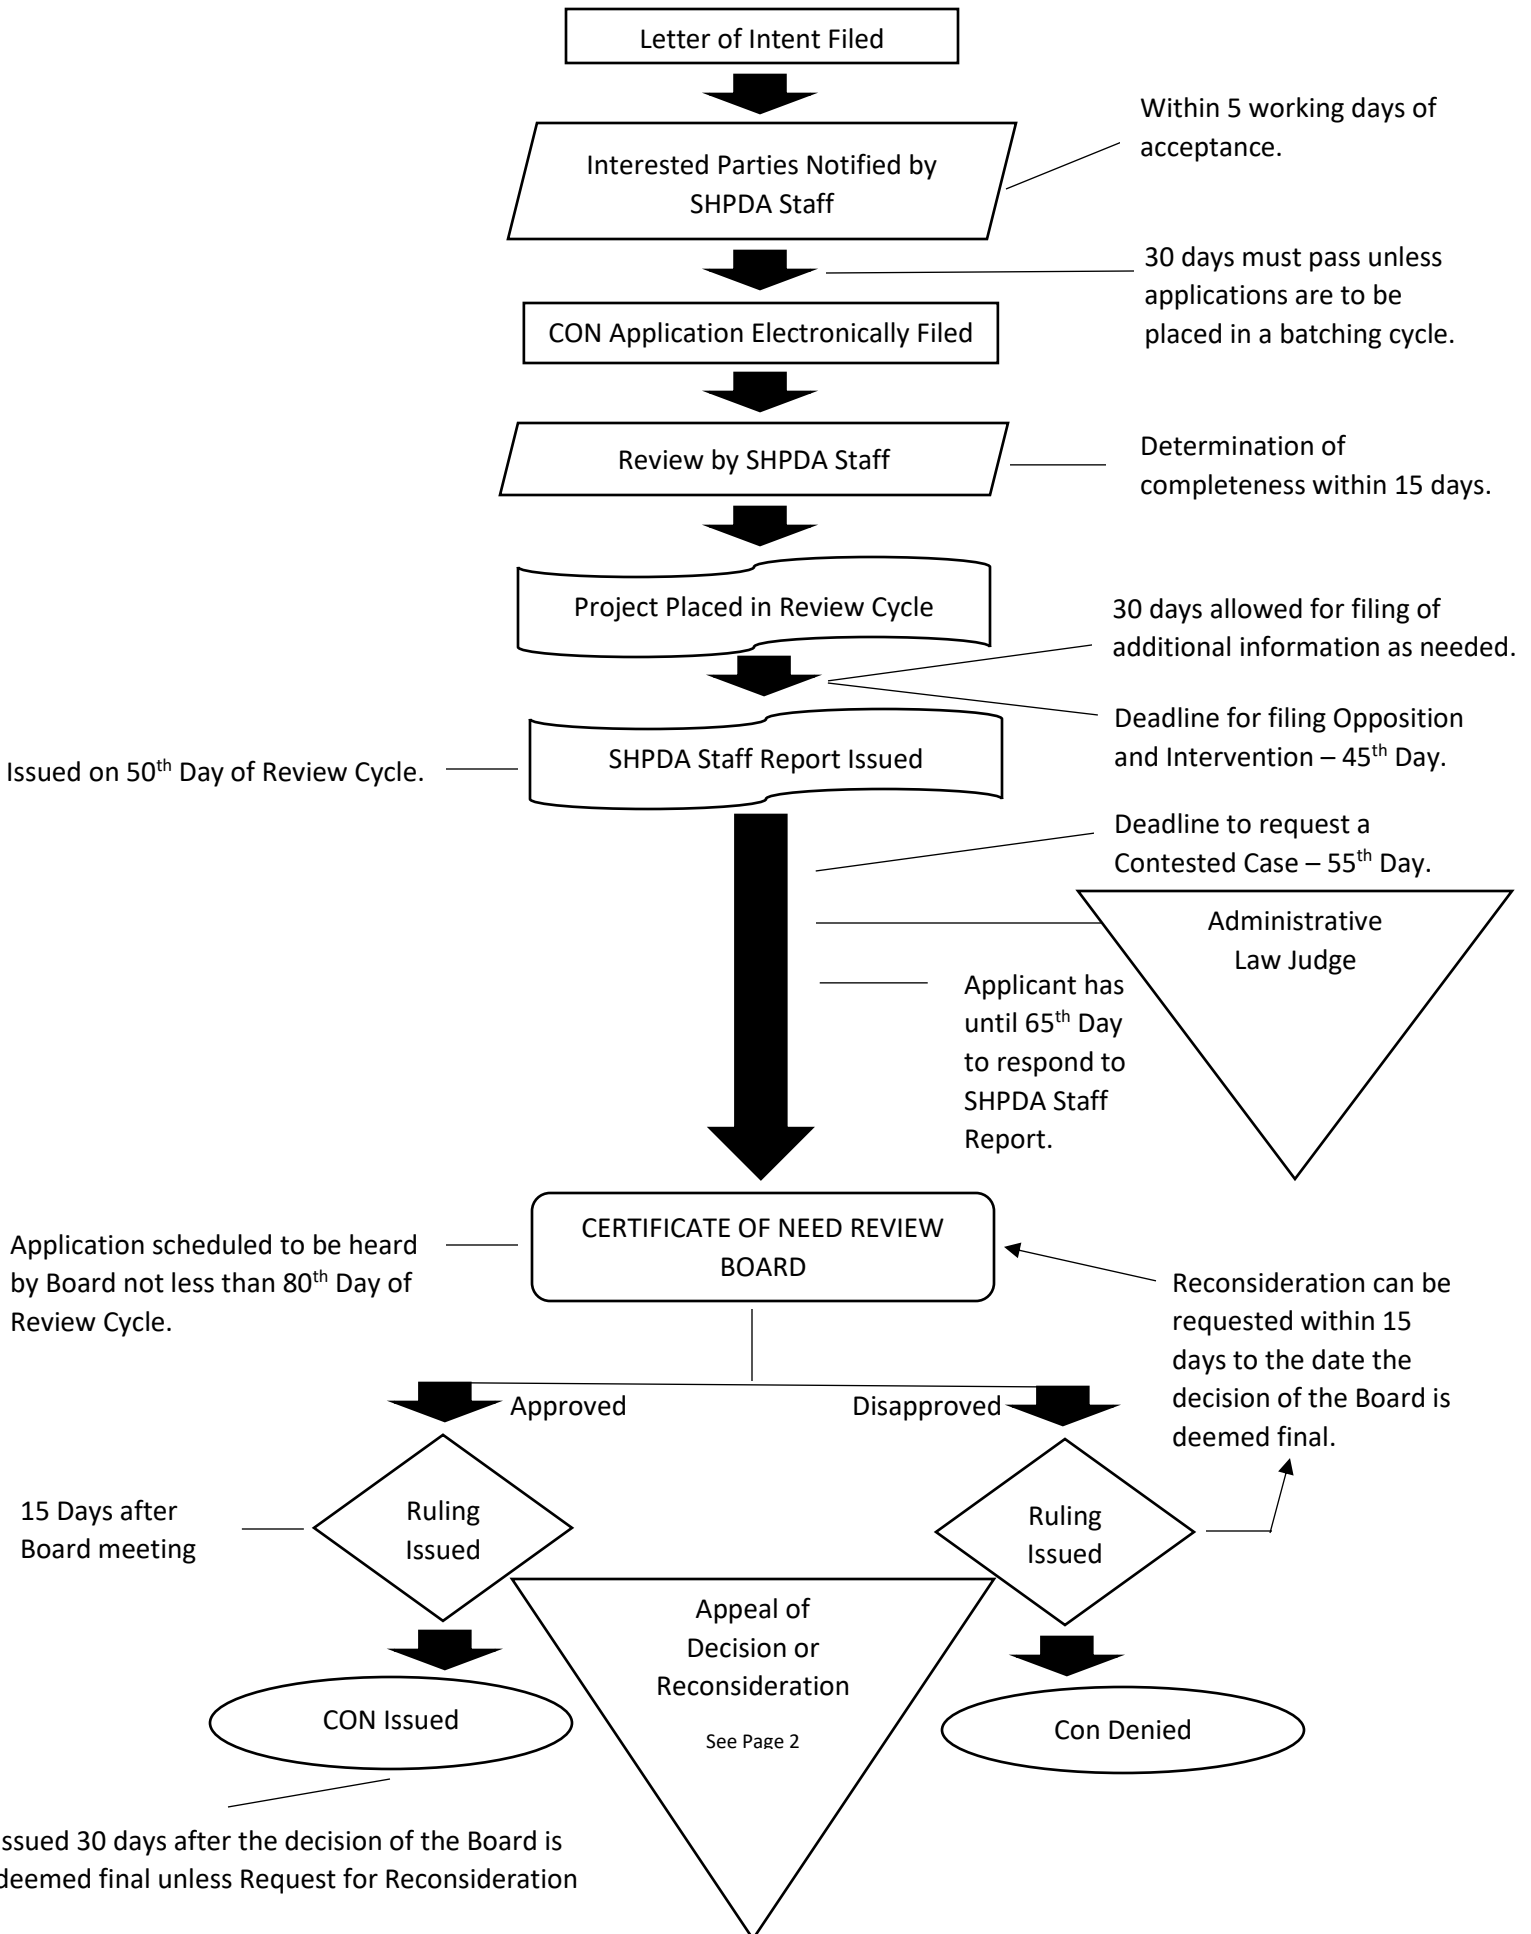 Letter of Intent Filed
Within 5 working days of
acceptance.
Interested Parties Notified by
SHPDA Staff
30 days must pass unless
applications are to be
placed in a batching cycle.
CON Application Electronically Filed
Review by SHPDA Staff
Determination of
completeness within 15 days.
Project Placed in Review Cycle
30 days allowed for filing of
additional information as needed.
Deadline for filing Opposition
and Intervention – 45th Day.
SHPDA Staff Report Issued
Issued on 50th Day of Review Cycle.
Deadline to request a
Contested Case – 55th Day.
Administrative
Law Judge
Applicant has
until 65th Day
to respond to
SHPDA Staff
Report.
CERTIFICATE OF NEED REVIEW
BOARD
Application scheduled to be heard
by Board not less than 80th Day of
Review Cycle.
Reconsideration can be
requested within 15
days to the date the
decision of the Board is
deemed final.
Approved
Disapproved
15 Days after
Board meeting
Ruling
Issued
Ruling
Issued
Appeal of
Decision or
Reconsideration
See Page 2
CON Issued
Con Denied
ssued 30 days after the decision of the Board is
deemed final unless Request for Reconsideration